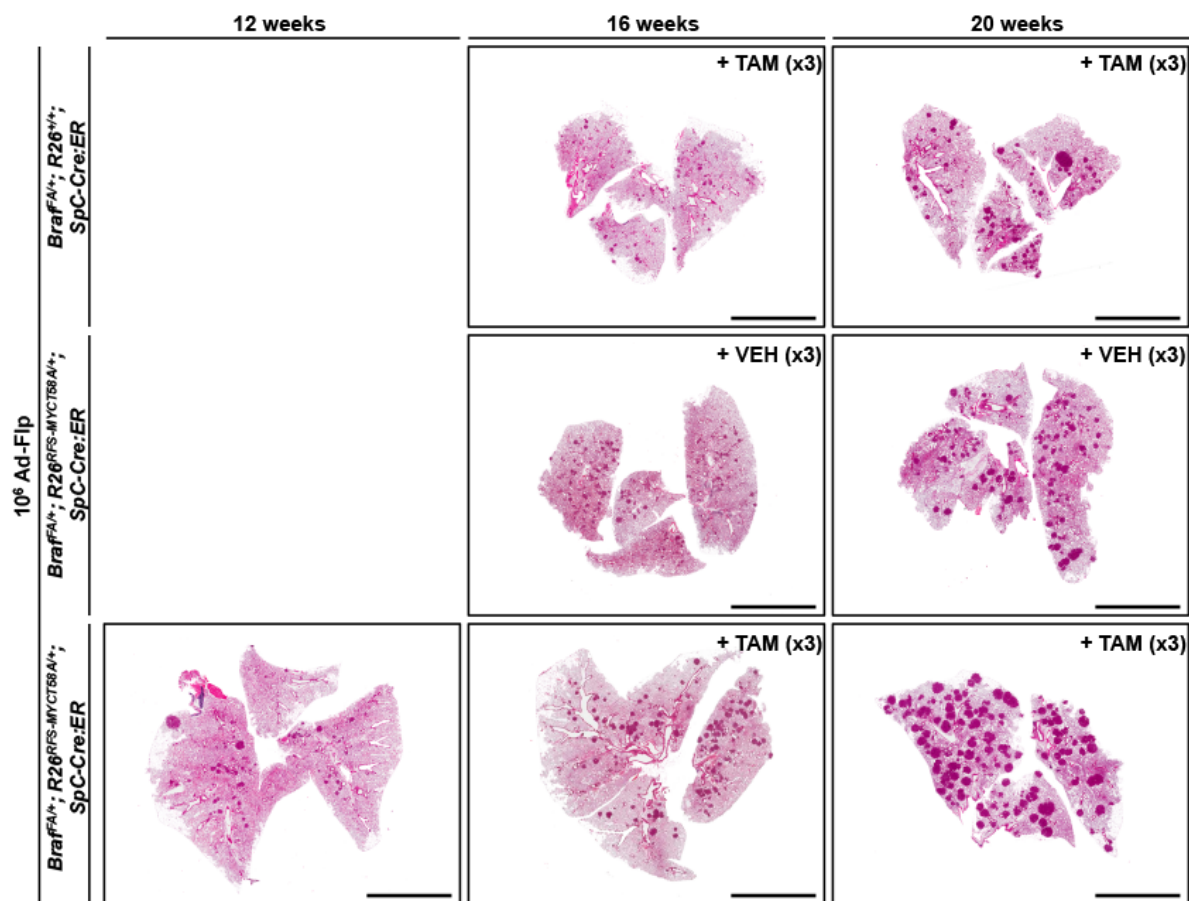 12 weeks
16 weeks
20 weeks
10⁶ Ad-Flp
Braf^FA/+; R26^+/+;
SpC-Cre:ER
+ TAM (x3)
+ TAM (x3)
Braf^FA/+; R26^RFS-MYCT58A/+;
SpC-Cre:ER
+ VEH (x3)
+ VEH (x3)
Braf^FA/+; R26^RFS-MYCT58A/+;
SpC-Cre:ER
+ TAM (x3)
+ TAM (x3)